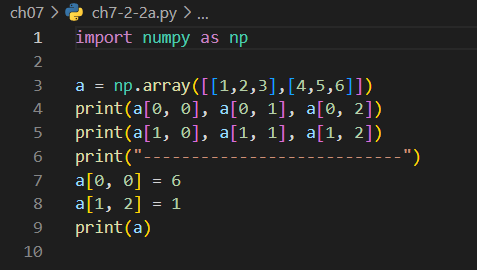 ch07 > ch7-2-2a.py > ...
1 import numpy as np
2
3 a = np.array([[1,2,3],[4,5,6]])
4 print(a[0, 0], a[0, 1], a[0, 2])
5 print(a[1, 0], a[1, 1], a[1, 2])
6 print("---------------------------")
7 a[0, 0] = 6
8 a[1, 2] = 1
9 print(a)
10